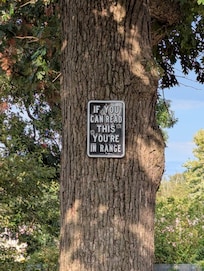 IF YOU
CAN READ
THIS
YOU'RE
IN RANGE